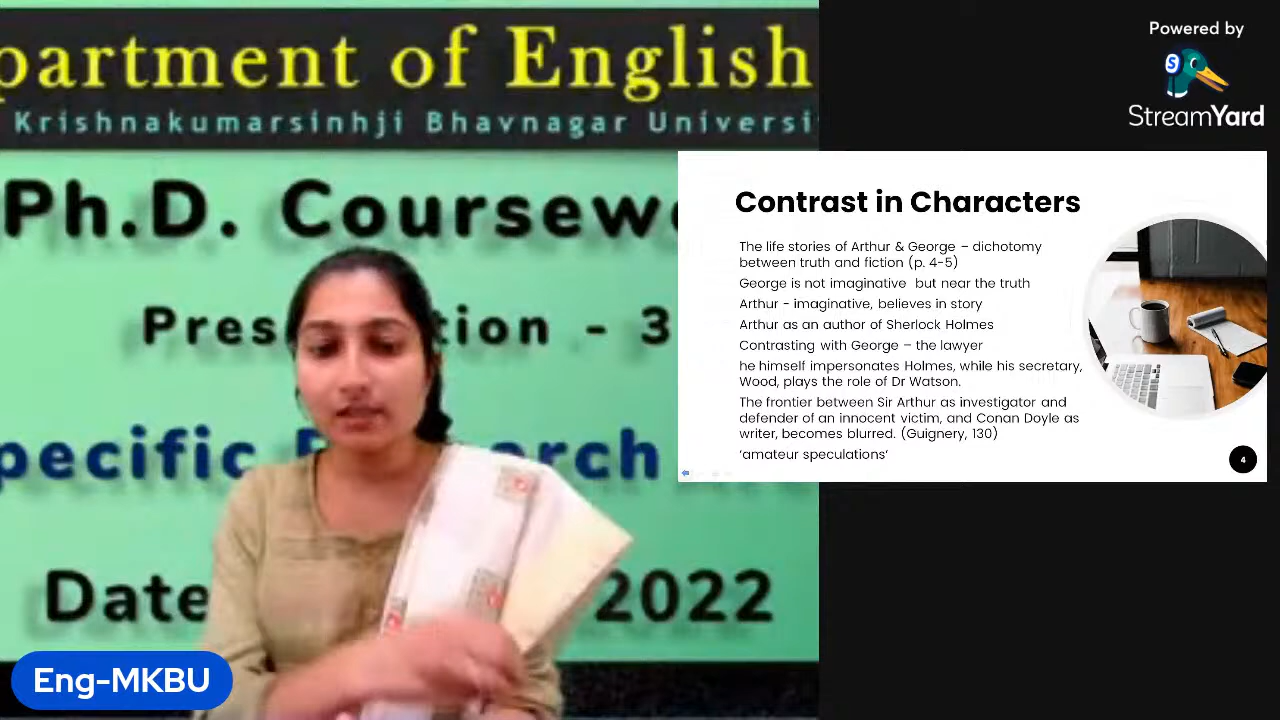 partment of English
Krishnakumarsinhji Bhavnagar Universi
Ph.D. Coursew
Pres tion - 3
pecific R rch
Date 2022
Eng-MKBU
Powered by
StreamYard
Contrast in Characters
The life stories of Arthur & George – dichotomy
between truth and fiction (p. 4-5)
George is not imaginative but near the truth
Arthur - imaginative, believes in story
Arthur as an author of Sherlock Holmes
Contrasting with George – the lawyer
he himself impersonates Holmes, while his secretary,
Wood, plays the role of Dr Watson.
The frontier between Sir Arthur as investigator and
defender of an innocent victim, and Conan Doyle as
writer, becomes blurred. (Guignery, 130)
‘amateur speculations’
4